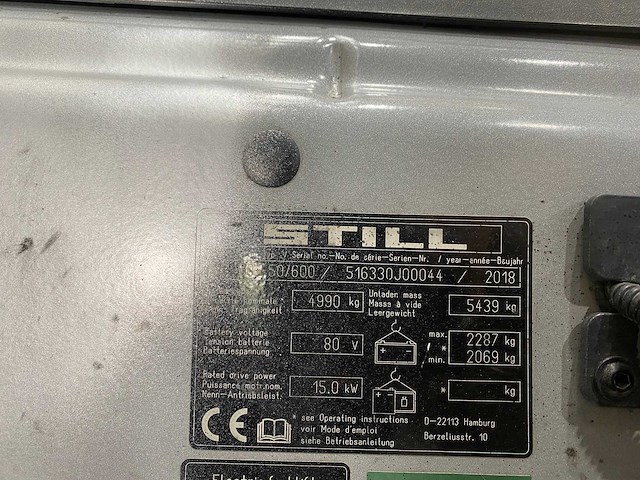 STILL
Serial no.-No. de série-Serien-Nr. / year-année-Baujahr
50/600 / 516330J00044 / 2018
4990 kg Unladen mass Masse à vide Leergewicht 5439 kg
Battery voltage
Tension batterie
Batteriespannung
80 V
max. 2287 kg
/ *
min. 2069 kg
Rated drive power
Puissance motr.nom.
Nenn-Antriebsleist.
15.0 kW
* kg
CE
* see Operating instructions
voir Mode d'emploi
siehe Betriebsanleitung
D-22113 Hamburg
Berzeliusstr. 10